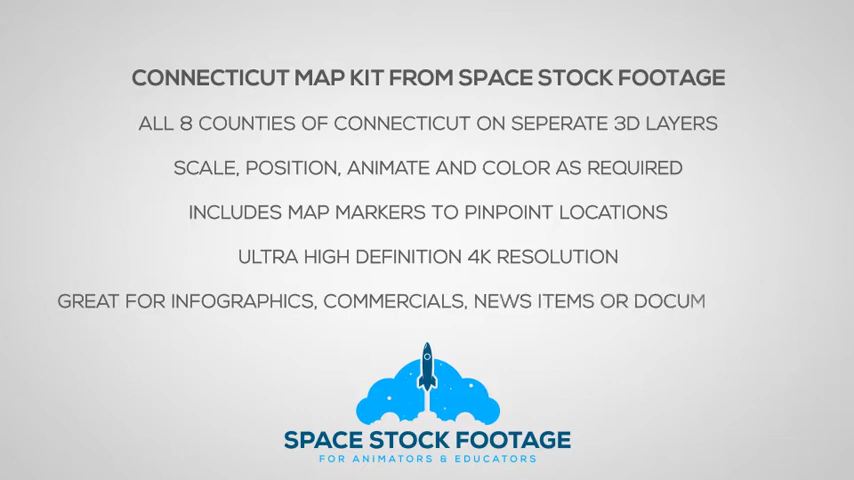 CONNECTICUT MAP KIT FROM SPACE STOCK FOOTAGE
ALL 8 COUNTIES OF CONNECTICUT ON SEPERATE 3D LAYERS
SCALE, POSITION, ANIMATE AND COLOR AS REQUIRED
INCLUDES MAP MARKERS TO PINPOINT LOCATIONS
ULTRA HIGH DEFINITION 4K RESOLUTION
GREAT FOR INFOGRAPHICS, COMMERCIALS, NEWS ITEMS OR DOCUM
SPACE STOCK FOOTAGE
FOR ANIMATORS & EDUCATORS